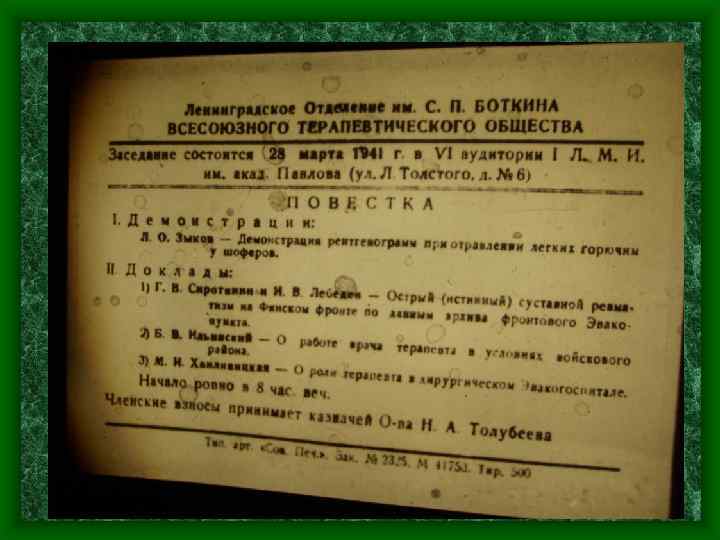 Ленинградское Отделение им. С. П. БОТКИНА
ВСЕСОЮЗНОГО ТЕРАПЕВТИЧЕСКОГО ОБЩЕСТВА
Заседание состоится 28 марта 1941 г. в VI аудитории I Л. М. И.
им. акад. Павлова (ул. Л. Толстого, д. № 6)
ПОВЕСТКА
I. Демонстрации:
Л. О. Зыков — Демонстрация рентгенограмм при отравлении легких горючим
у шоферов.
II. Доклады:
1) Г. В. Сиротинин и И. В. Лебедев — Острый (истинный) суставной ревма-
тизм на Финском фронте по данным архива фронтового Эвако-
пункта.
2) Б. В. Ильинский — О работе врача терапевта в условиях войскового
района.
3) М. И. Хвиливицкая — О роли терапевта в хирургическом Эвакогоспитале.
Начало ровно в 8 час. веч.
Членские взносы принимает казначей О-ва Н. А. Толубеева
Тип. арт. «Сов. Печ.». Зак. № 2325. М 41753. Тир. 500